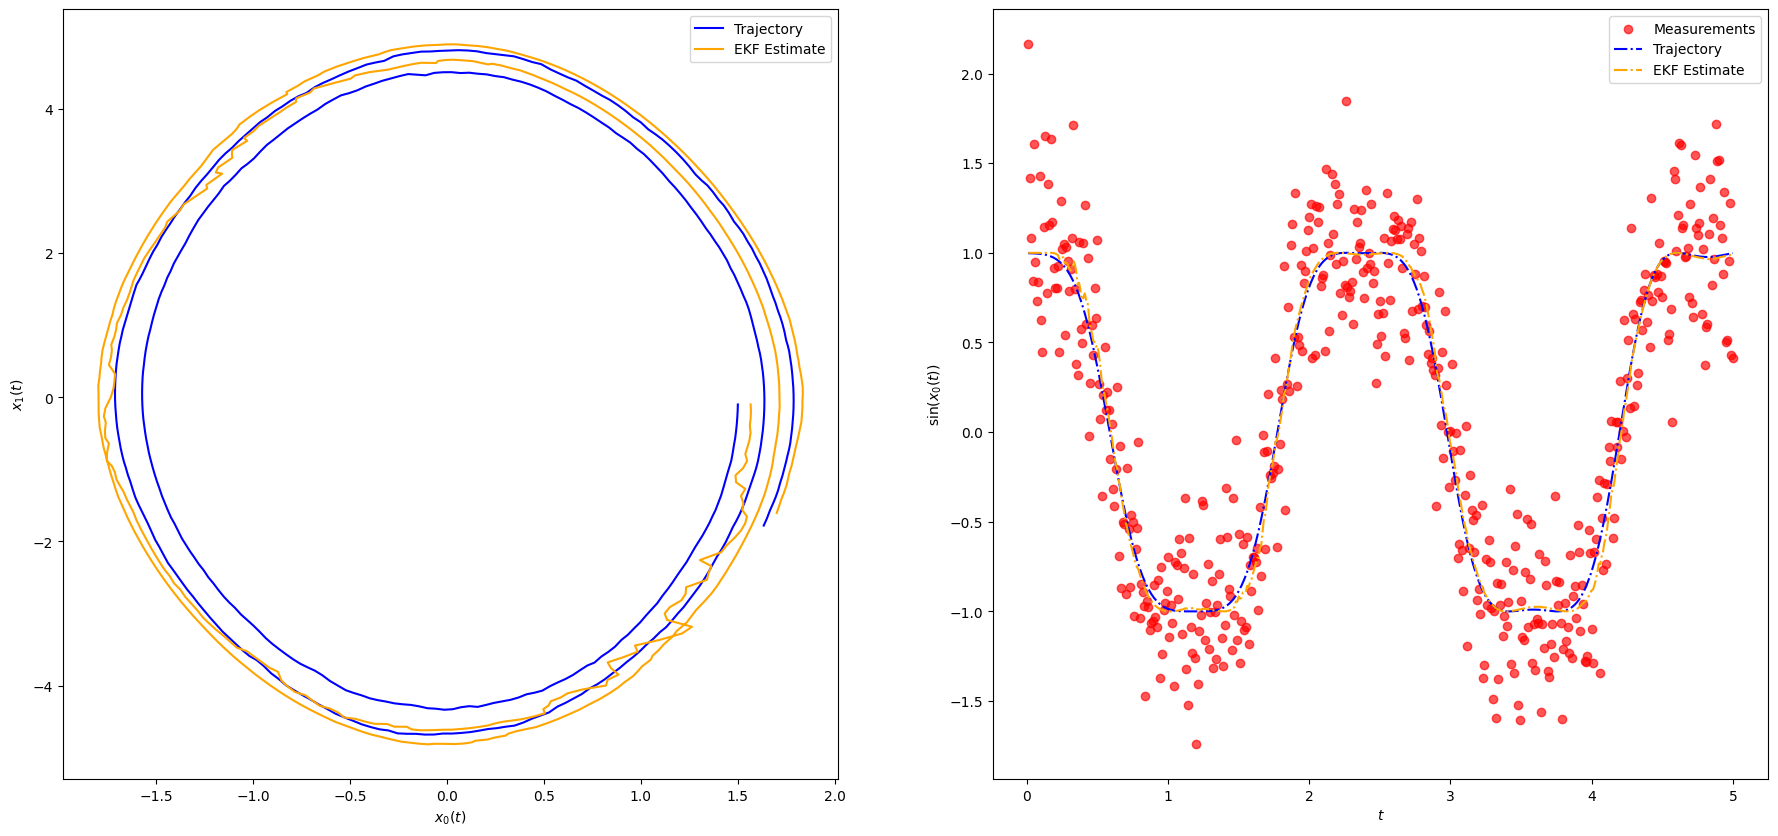 Trajectory
EKF Estimate
4
2
0
−2
−4
x₁(t)
−1.5 −1.0 −0.5 0.0 0.5 1.0 1.5 2.0
x₀(t)
Measurements
Trajectory
EKF Estimate
2.0
1.5
1.0
0.5
0.0
−0.5
−1.0
−1.5
sin(x₀(t))
0 1 2 3 4 5
t